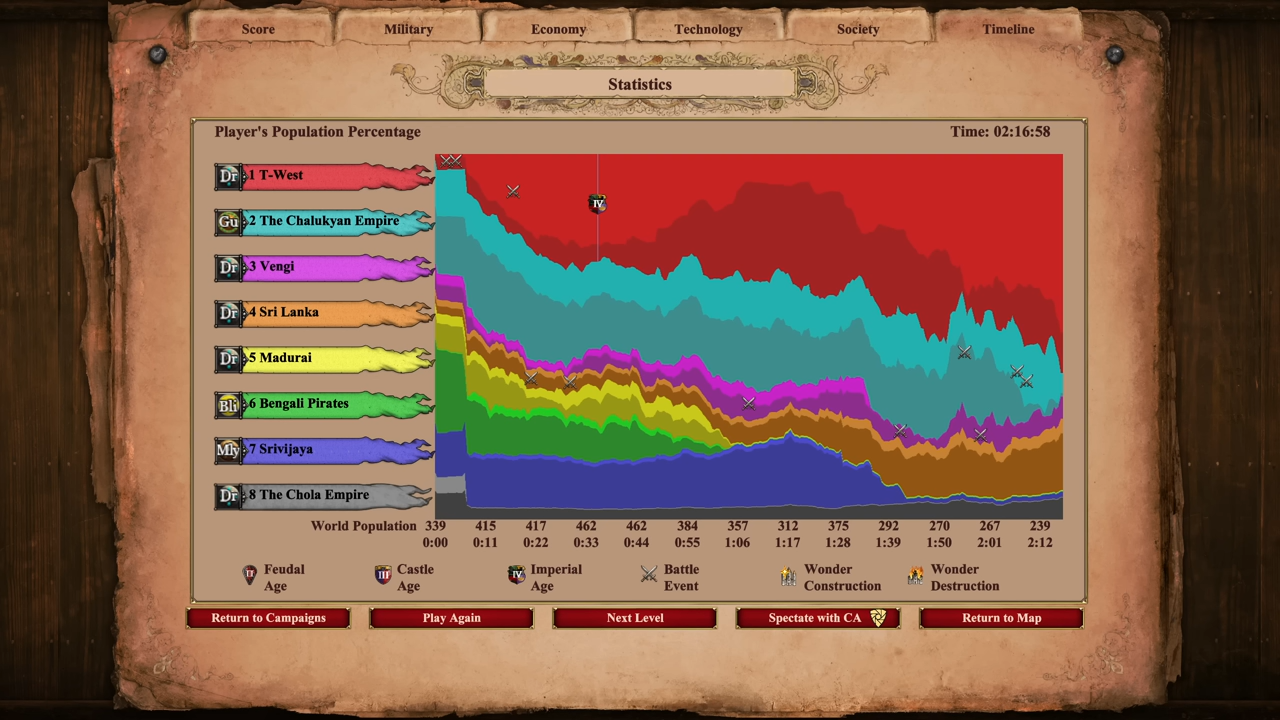 Score Military Economy Technology Society Timeline
Statistics
Player's Population Percentage Time: 02:16:58
Dr 1 T-West
Gu 2 The Chalukyan Empire
Dr 3 Vengi
Dr 4 Sri Lanka
Dr 5 Madurai
Bli 6 Bengali Pirates
Mly 7 Srivijaya
Dr 8 The Chola Empire
IV
World Population 339 415 417 462 462 384 357 312 375 292 270 267 239
0:00 0:11 0:22 0:33 0:44 0:55 1:06 1:17 1:28 1:39 1:50 2:01 2:12
II Feudal Age
III Castle Age
IV Imperial Age
Battle Event
Wonder Construction
Wonder Destruction
Return to Campaigns Play Again Next Level Spectate with CA Return to Map